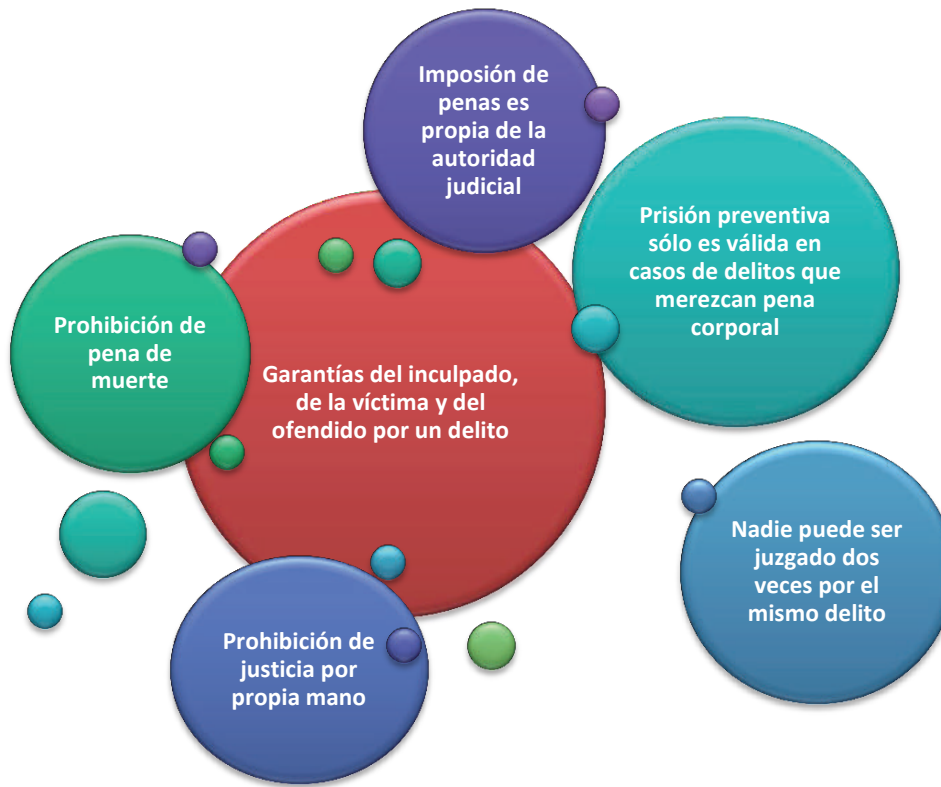 Imposión de
penas es
propia de la
autoridad
judicial
Prisión preventiva
sólo es válida en
casos de delitos que
merezcan pena
corporal
Prohibición de
pena de
muerte
Garantías del inculpado,
de la víctima y del
ofendido por un delito
Nadie puede ser
juzgado dos
veces por el
mismo delito
Prohibición de
justicia por
propia mano